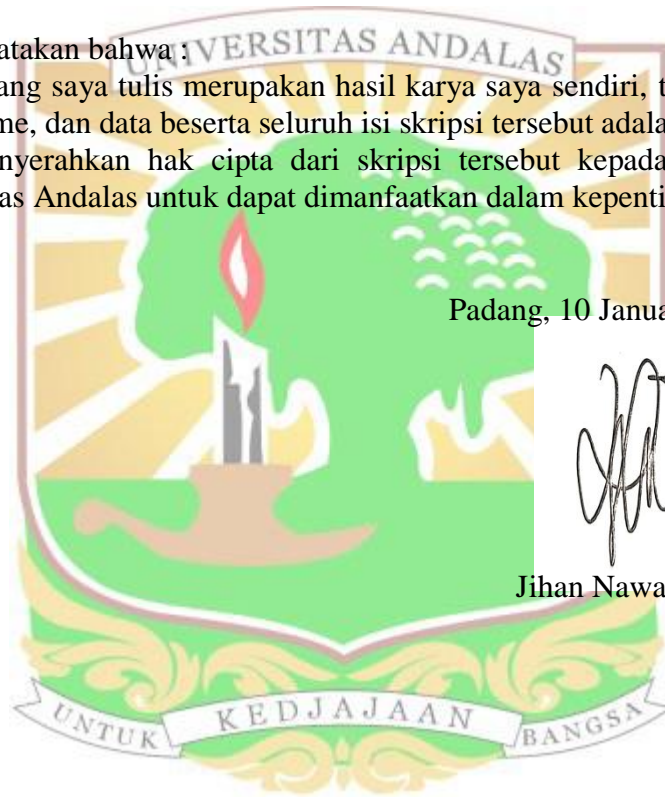 atakan bahwa :
UNIVERSITAS ANDALAS
ang saya tulis merupakan hasil karya saya sendiri, t
me, dan data beserta seluruh isi skripsi tersebut adala
nyerahkan hak cipta dari skripsi tersebut kepada
as Andalas untuk dapat dimanfaatkan dalam kepenti
Padang, 10 Janua
Jihan Nawa
UNTUK KEDJAJAAN BANGSA